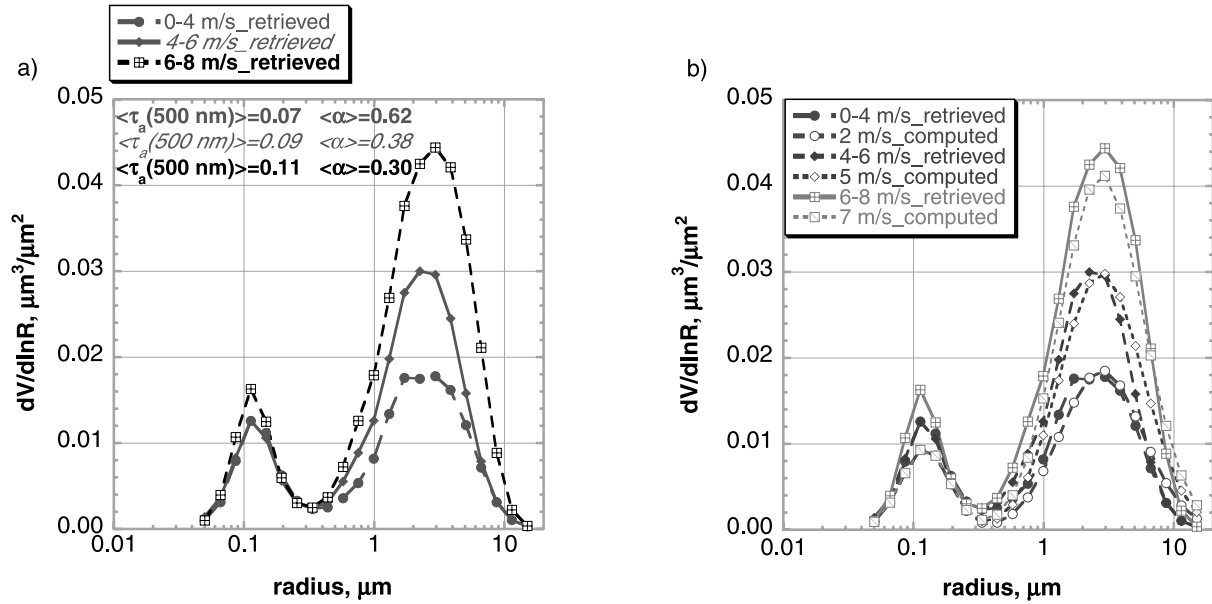 0-4 m/s_retrieved
4-6 m/s_retrieved
6-8 m/s_retrieved
a)
<τa(500 nm)>=0.07 <α>=0.62
<τa(500 nm)>=0.09 <α>=0.38
<τa(500 nm)>=0.11 <α>=0.30
0.05
0.04
0.03
0.02
0.01
0.00
dV/dlnR, μm³/μm²
0.01
0.1
1
10
radius, μm
b)
0-4 m/s_retrieved
2 m/s_computed
4-6 m/s_retrieved
5 m/s_computed
6-8 m/s_retrieved
7 m/s_computed
0.05
0.04
0.03
0.02
0.01
0.00
dV/dlnR, μm³/μm²
0.01
0.1
1
10
radius, μm